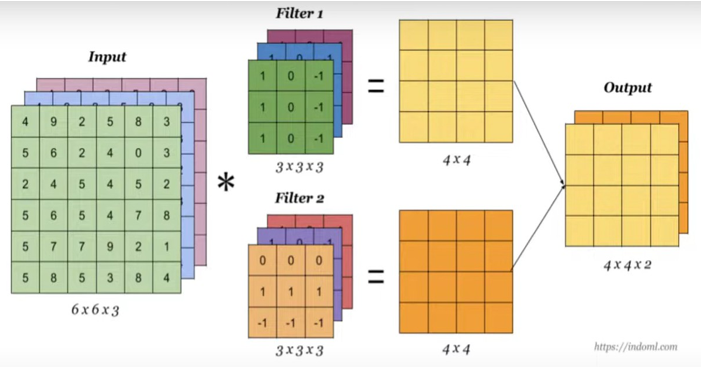 Filter 1
Input
1 0 -1
1 0 -1
1 0 -1
1 0 -1
=
3 x 3 x 3
4 x 4
4 9 2 5 8 3
5 6 2 4 0 3
2 4 5 4 5 2
5 6 5 4 7 8
5 7 7 9 2 1
5 8 5 3 8 4
6 x 6 x 3
*
Filter 2
0 0 0
1 1 1
-1 -1 -1
=
3 x 3 x 3
4 x 4
Output
4 x 4 x 2
https://indoml.com